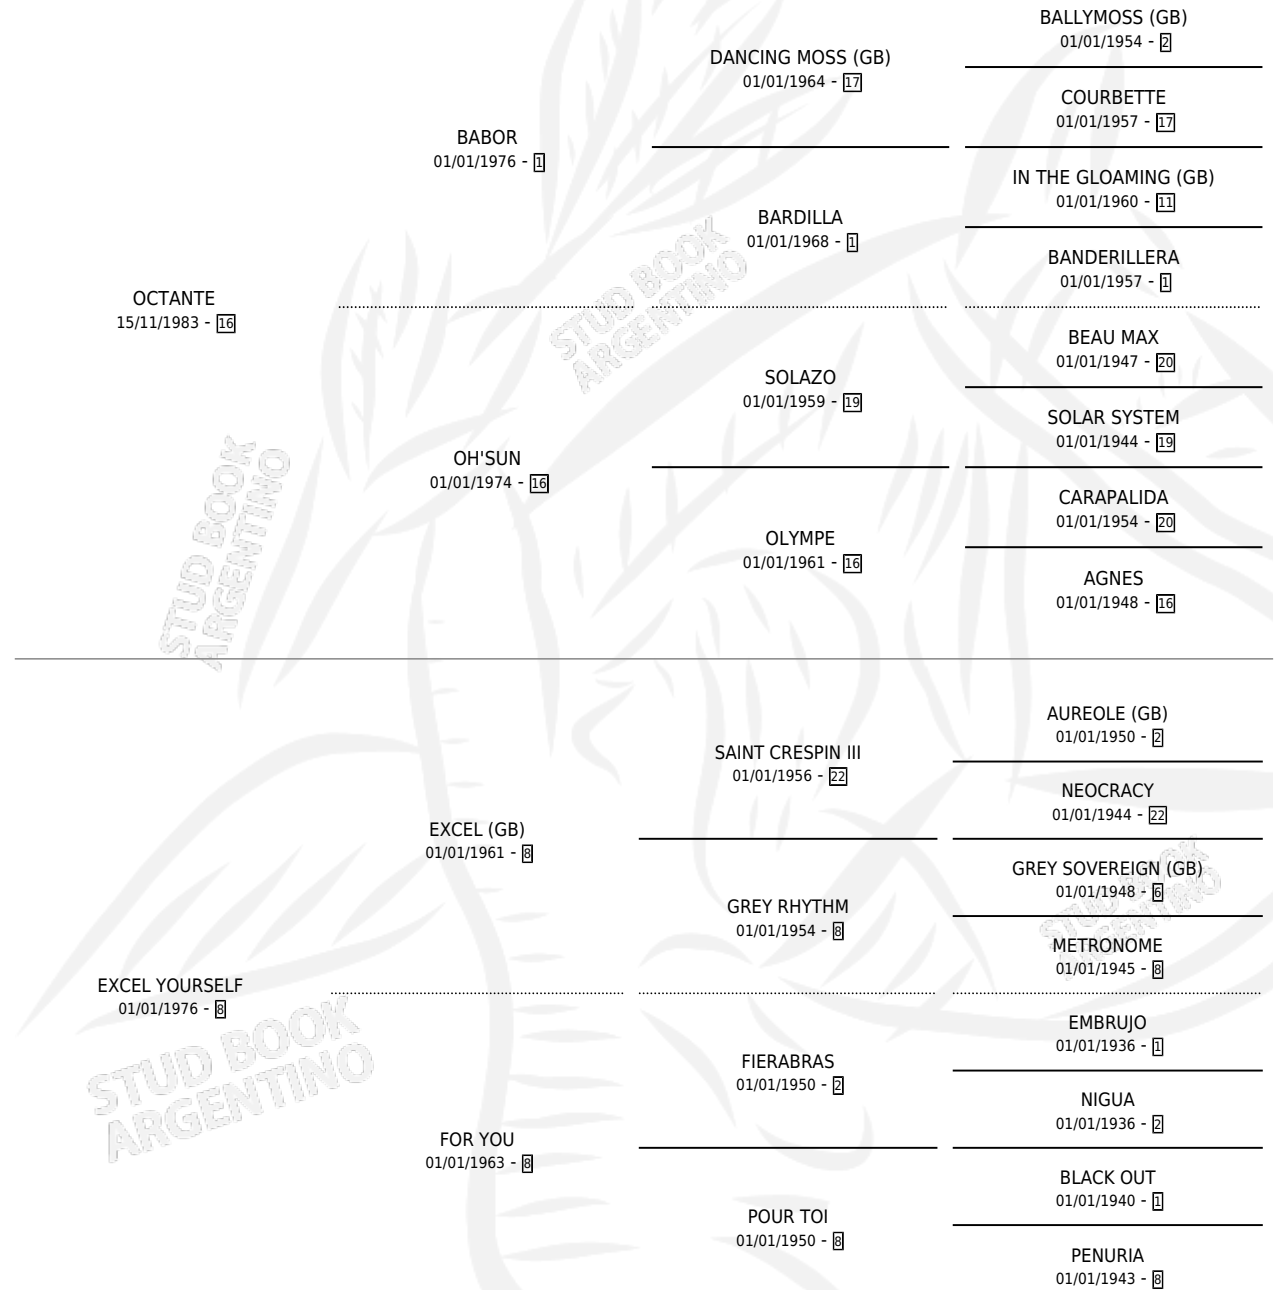 OCTANTE
15/11/1983 - 16
BABOR
01/01/1976 - 1
DANCING MOSS (GB)
01/01/1964 - 17
BALLYMOSS (GB)
01/01/1954 - 2
COURBETTE
01/01/1957 - 17
BARDILLA
01/01/1968 - 1
IN THE GLOAMING (GB)
01/01/1960 - 11
BANDERILLERA
01/01/1957 - 1
OH'SUN
01/01/1974 - 16
SOLAZO
01/01/1959 - 19
BEAU MAX
01/01/1947 - 20
SOLAR SYSTEM
01/01/1944 - 19
OLYMPE
01/01/1961 - 16
CARAPALIDA
01/01/1954 - 20
AGNES
01/01/1948 - 16
EXCEL YOURSELF
01/01/1976 - 8
EXCEL (GB)
01/01/1961 - 8
SAINT CRESPIN III
01/01/1956 - 22
AUREOLE (GB)
01/01/1950 - 2
NEOCRACY
01/01/1944 - 22
GREY RHYTHM
01/01/1954 - 8
GREY SOVEREIGN (GB)
01/01/1948 - 6
METRONOME
01/01/1945 - 8
FOR YOU
01/01/1963 - 8
FIERABRAS
01/01/1950 - 2
EMBRUJO
01/01/1936 - 1
NIGUA
01/01/1936 - 2
POUR TOI
01/01/1950 - 8
BLACK OUT
01/01/1940 - 1
PENURIA
01/01/1943 - 8
STUD BOOK
ARGENTINO
STUD BOOK
ARGENTINO
STUD BOOK
ARGENTINO
STUD BOOK
ARGENTINO